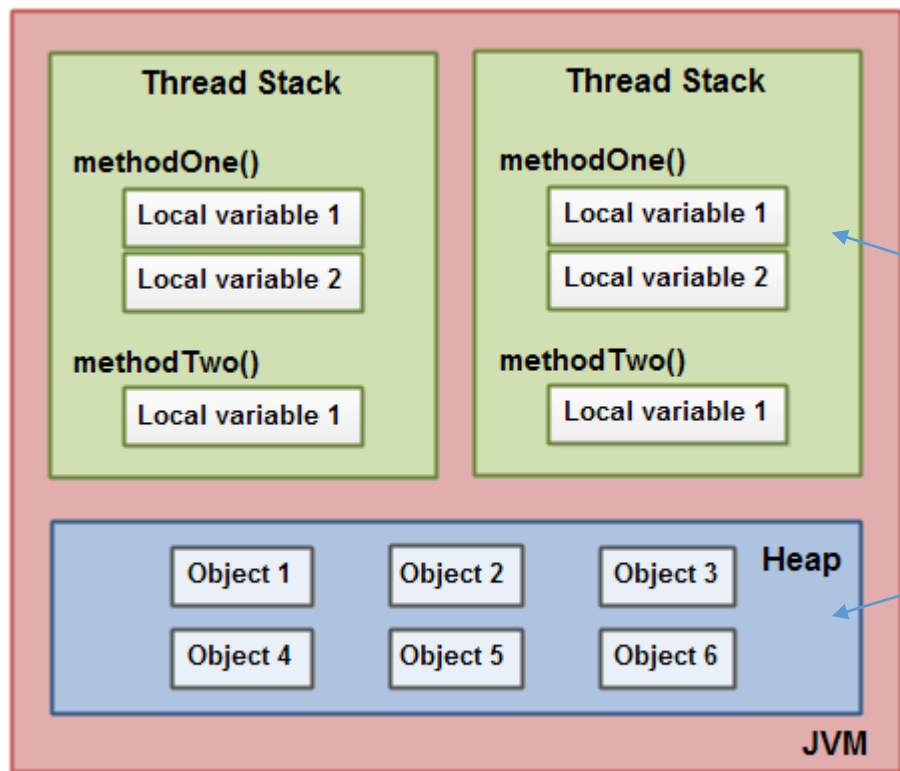 Thread Stack
methodOne()
Local variable 1
Local variable 2
methodTwo()
Local variable 1
Thread Stack
methodOne()
Local variable 1
Local variable 2
methodTwo()
Local variable 1
Heap
Object 1
Object 2
Object 3
Object 4
Object 5
Object 6
JVM